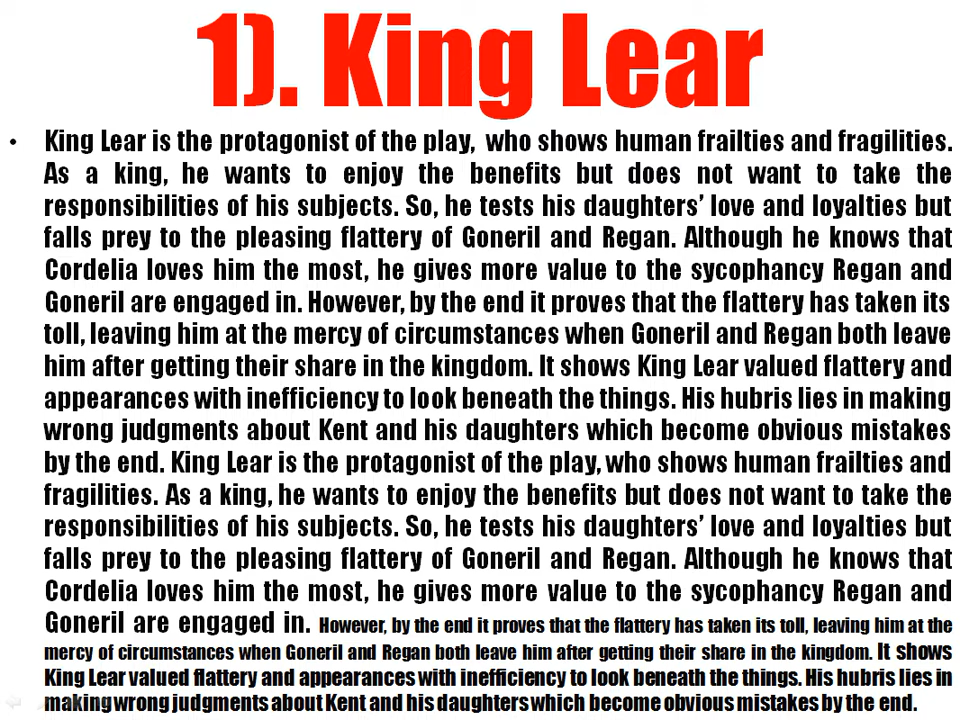 1). King Lear
• King Lear is the protagonist of the play, who shows human frailties and fragilities.
As a king, he wants to enjoy the benefits but does not want to take the
responsibilities of his subjects. So, he tests his daughters’ love and loyalties but
falls prey to the pleasing flattery of Goneril and Regan. Although he knows that
Cordelia loves him the most, he gives more value to the sycophancy Regan and
Goneril are engaged in. However, by the end it proves that the flattery has taken its
toll, leaving him at the mercy of circumstances when Goneril and Regan both leave
him after getting their share in the kingdom. It shows King Lear valued flattery and
appearances with inefficiency to look beneath the things. His hubris lies in making
wrong judgments about Kent and his daughters which become obvious mistakes
by the end. King Lear is the protagonist of the play, who shows human frailties and
fragilities. As a king, he wants to enjoy the benefits but does not want to take the
responsibilities of his subjects. So, he tests his daughters’ love and loyalties but
falls prey to the pleasing flattery of Goneril and Regan. Although he knows that
Cordelia loves him the most, he gives more value to the sycophancy Regan and
Goneril are engaged in. However, by the end it proves that the flattery has taken its toll, leaving him at the
mercy of circumstances when Goneril and Regan both leave him after getting their share in the kingdom. It shows
King Lear valued flattery and appearances with inefficiency to look beneath the things. His hubris lies in
making wrong judgments about Kent and his daughters which become obvious mistakes by the end.